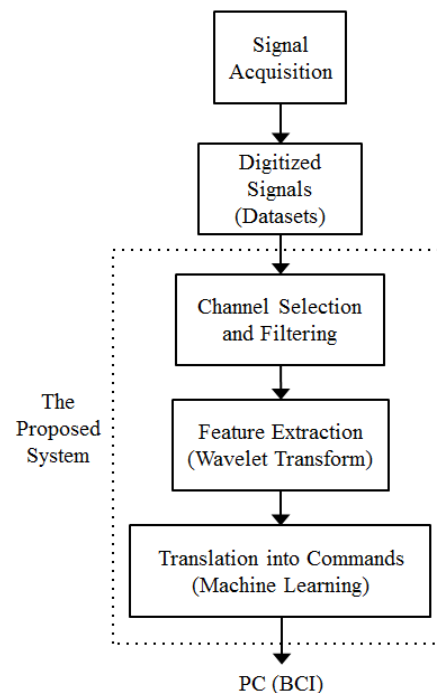 Signal
Acquisition
Digitized
Signals
(Datasets)
Channel Selection
and Filtering
The
Proposed
System
Feature Extraction
(Wavelet Transform)
Translation into Commands
(Machine Learning)
PC (BCI)